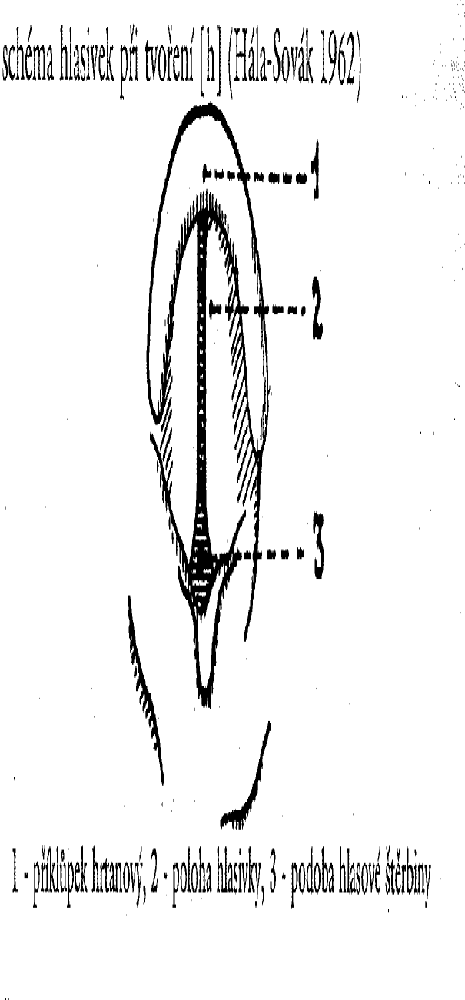 schéma hlasivek při tvoření [h] (Hála-Sovák 1962)
1
2
3
1 - příklůpek hrtanový, 2 - poloha hlasivky, 3 - podoba hlasové štěrbiny